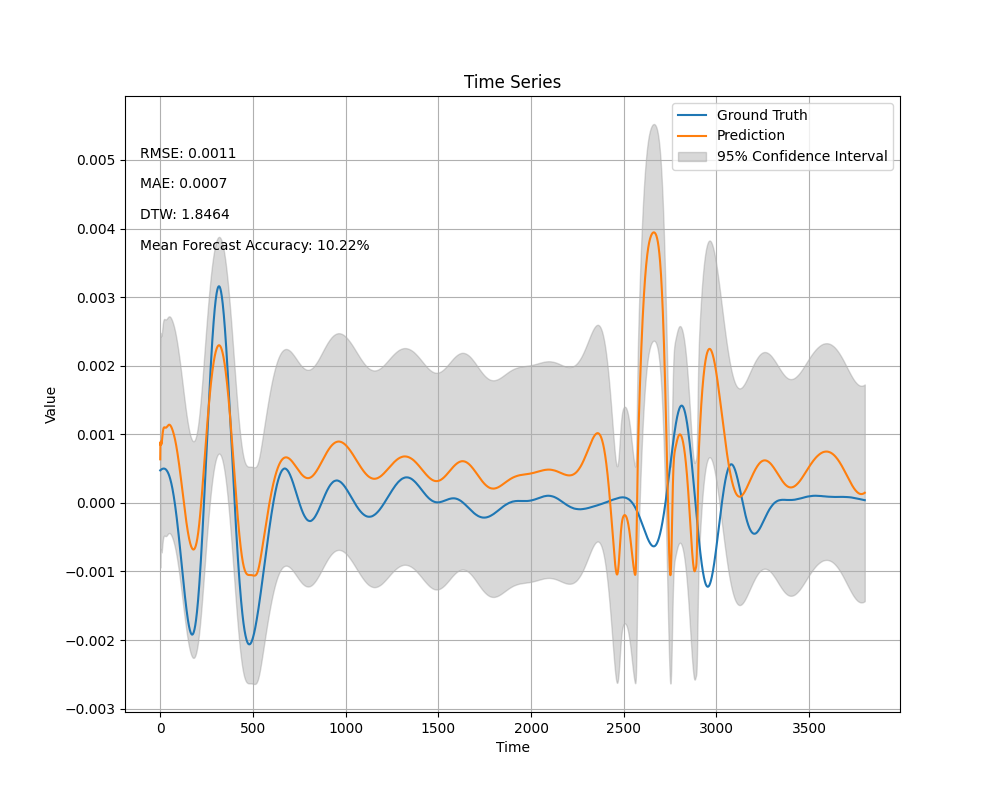 Time Series
Ground Truth
Prediction
95% Confidence Interval
RMSE: 0.0011
MAE: 0.0007
DTW: 1.8464
Mean Forecast Accuracy: 10.22%
Value
0.005
0.004
0.003
0.002
0.001
0.000
−0.001
−0.002
−0.003
0 500 1000 1500 2000 2500 3000 3500
Time